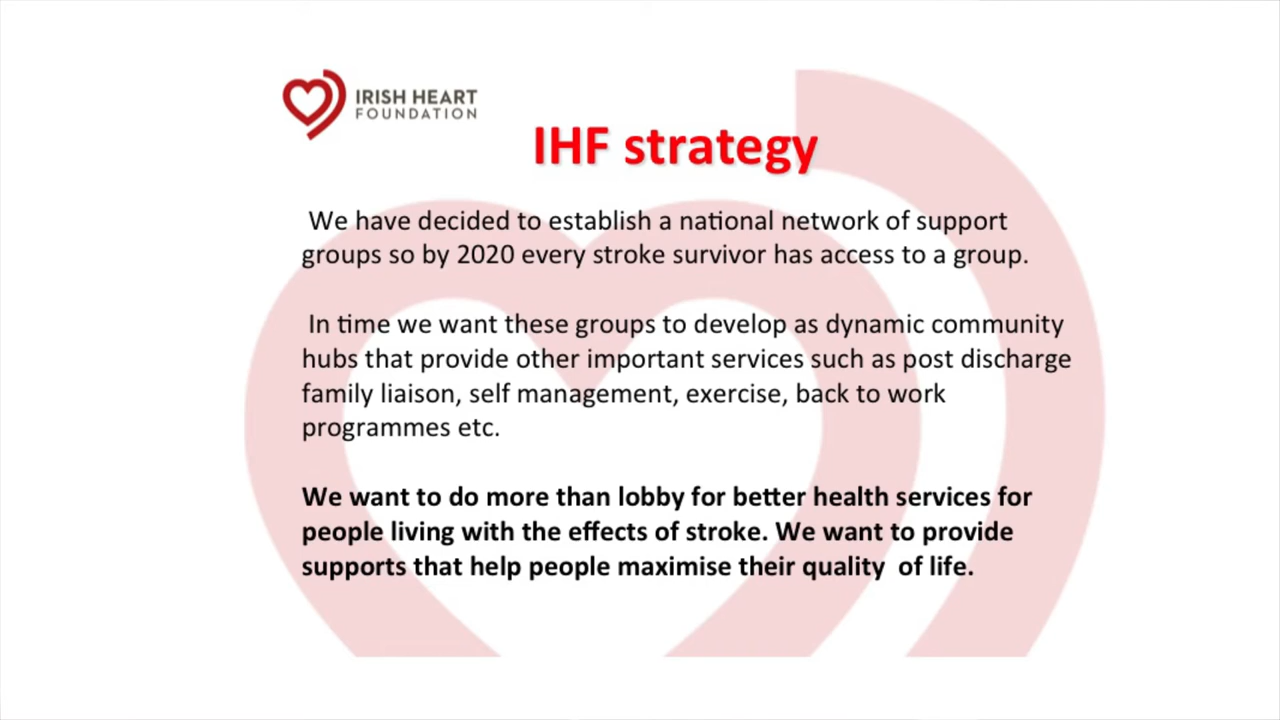 IRISH HEART
FOUNDATION
IHF strategy
We have decided to establish a national network of support
groups so by 2020 every stroke survivor has access to a group.
In time we want these groups to develop as dynamic community
hubs that provide other important services such as post discharge
family liaison, self management, exercise, back to work
programmes etc.
We want to do more than lobby for better health services for
people living with the effects of stroke. We want to provide
supports that help people maximise their quality  of life.